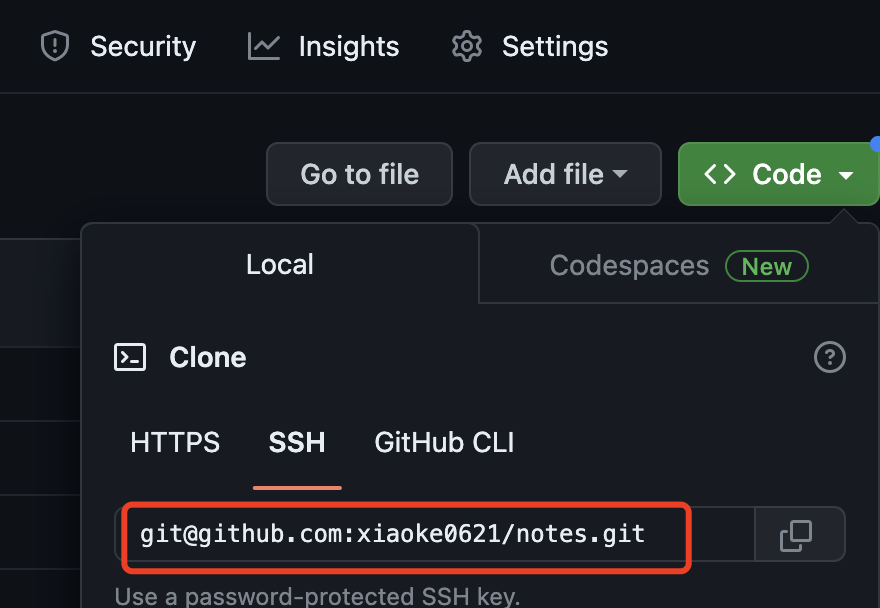 Security Insights Settings
Go to file Add file Code
Local Codespaces New
Clone
HTTPS SSH GitHub CLI
git@github.com:xiaoke0621/notes.git
Use a password-protected SSH key.